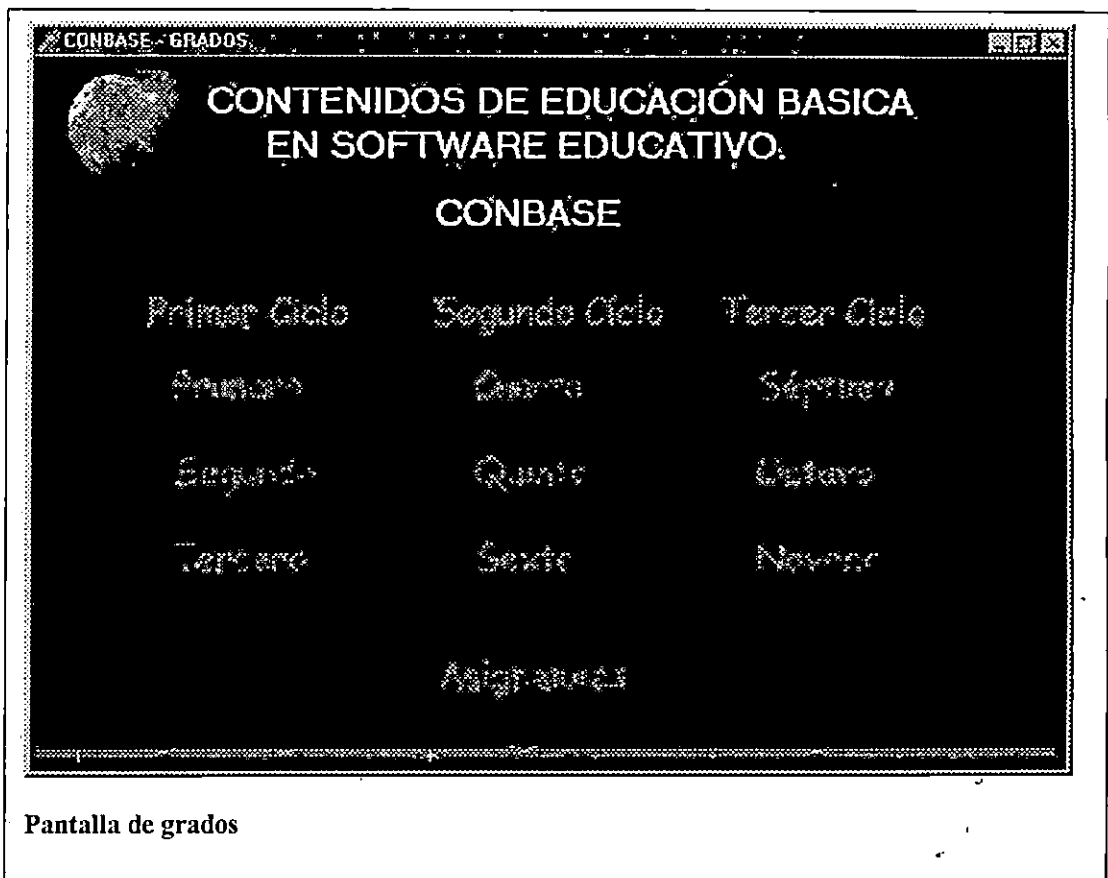 CONBASE - GRADOS
CONTENIDOS DE EDUCACIÓN BASICA
EN SOFTWARE EDUCATIVO.
CONBASE
Primer Ciclo Segundo Ciclo Tercer Ciclo
Primero Cuarto Séptimo
Segundo Quinto Octavo
Tercero Sexto Noveno
Asignaturas
Pantalla de grados